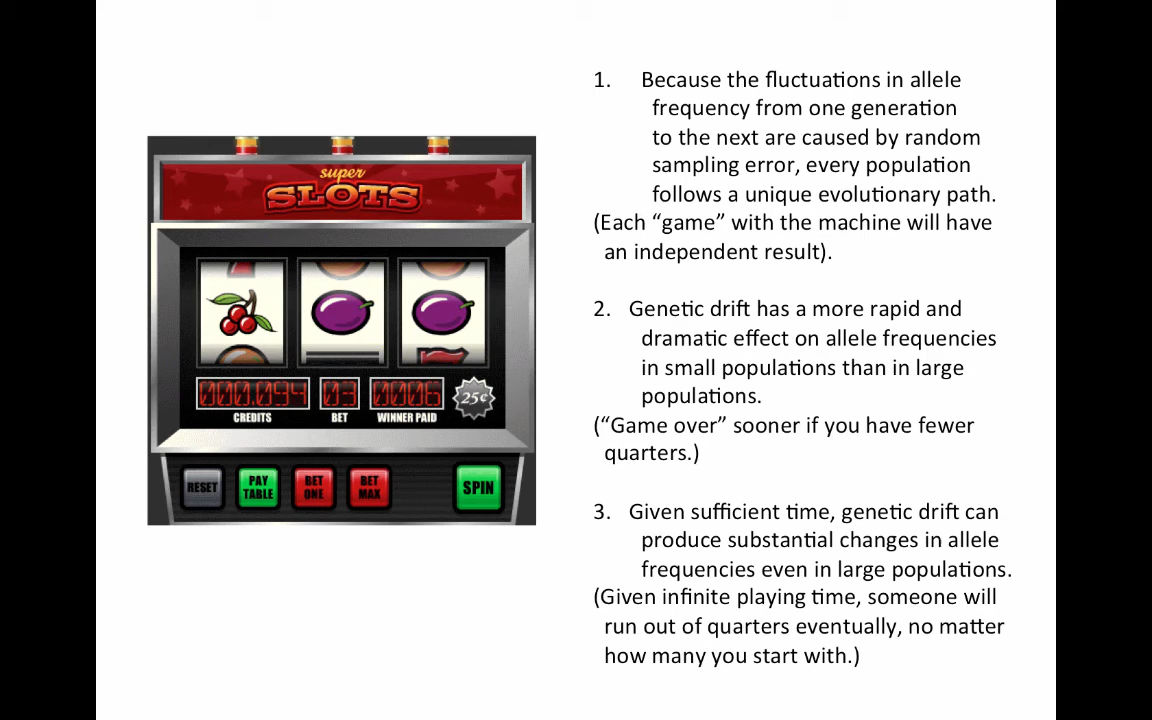 super
SLOTS
000.094
03
0006
25¢
CREDITS
BET
WINNER PAID
RESET
PAY
TABLE
BET
ONE
BET
MAX
SPIN
1. Because the fluctuations in allele
frequency from one generation
to the next are caused by random
sampling error, every population
follows a unique evolutionary path.
(Each “game” with the machine will have
an independent result).
2. Genetic drift has a more rapid and
dramatic effect on allele frequencies
in small populations than in large
populations.
(“Game over” sooner if you have fewer
quarters.)
3. Given sufficient time, genetic drift can
produce substantial changes in allele
frequencies even in large populations.
(Given infinite playing time, someone will
run out of quarters eventually, no matter
how many you start with.)